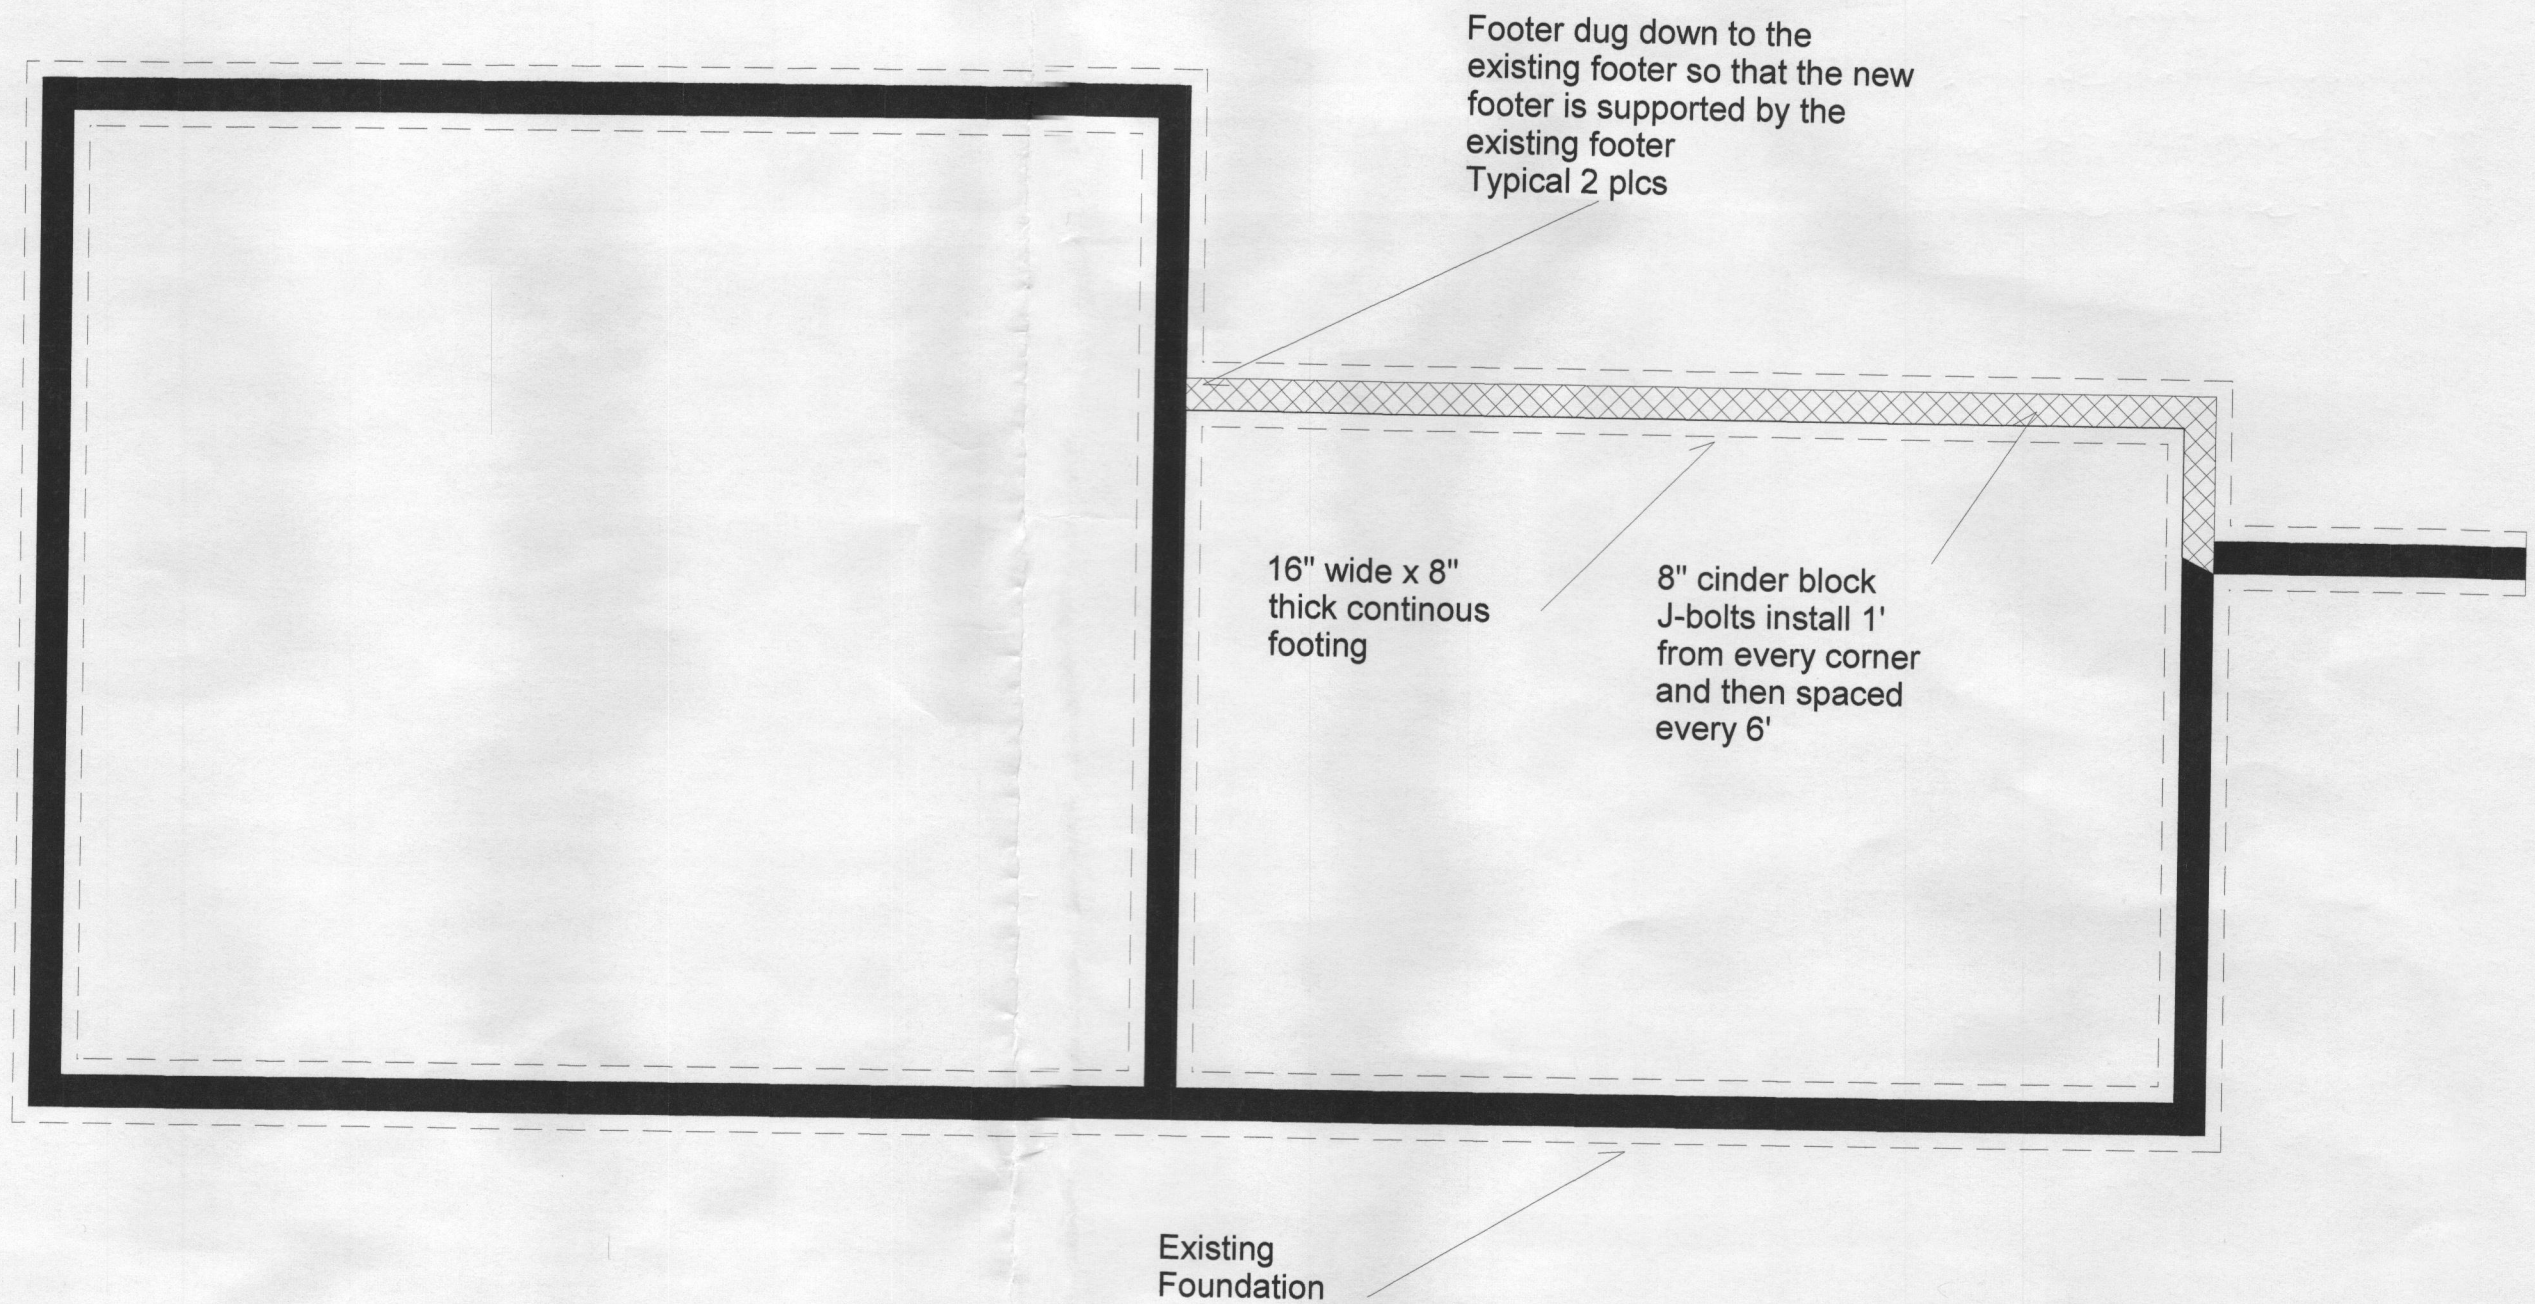 Footer dug down to the
existing footer so that the new
footer is supported by the
existing footer
Typical 2 plcs
16" wide x 8"
thick continous
footing
8" cinder block
J-bolts install 1'
from every corner
and then spaced
every 6'
Existing
Foundation